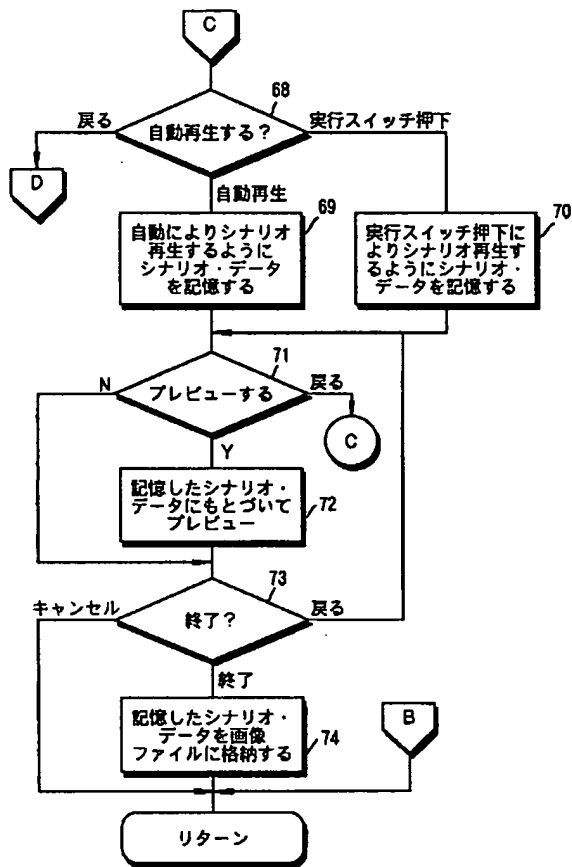 C
68
自動再生する？
戻る
実行スイッチ押下
D
自動再生
69
自動によりシナリオ
再生するように
シナリオ・データ
を記憶する
70
実行スイッチ押下に
よりシナリオ再生す
るようにシナリオ・
データを記憶する
71
N
プレビューする
戻る
C
Y
記憶したシナリオ・
データにもとづいて
プレビュー
72
73
キャンセル
終了？
戻る
終了
記憶したシナリオ・
データを画像
ファイルに格納する
74
B
リターン